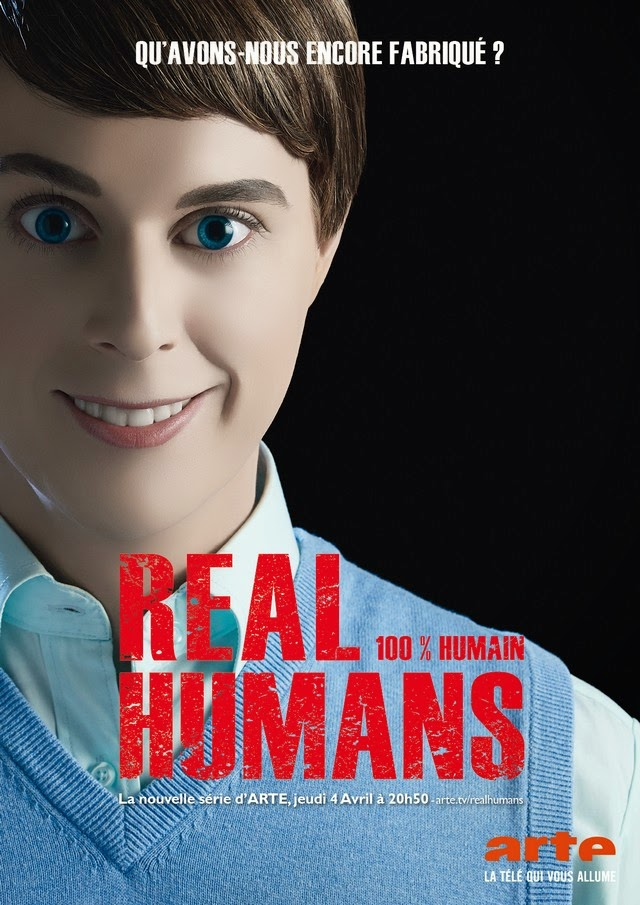 QU'AVONS-NOUS ENCORE FABRIQUÉ ?
REAL
100 % HUMAIN
HUMANS
La nouvelle série d'ARTE, jeudi 4 Avril à 20h50 - arte.tv/realhumans
arte
LA TÉLÉ QUI VOUS ALLUME